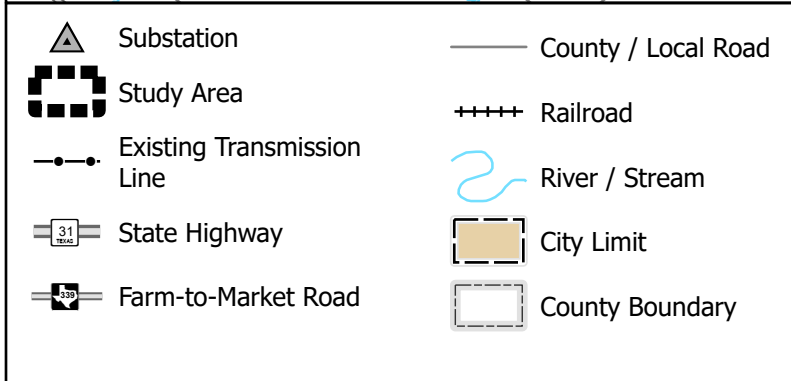 Substation
Study Area
Existing Transmission
Line
31
TEXAS
State Highway
339
Farm-to-Market Road
County / Local Road
Railroad
River / Stream
City Limit
County Boundary